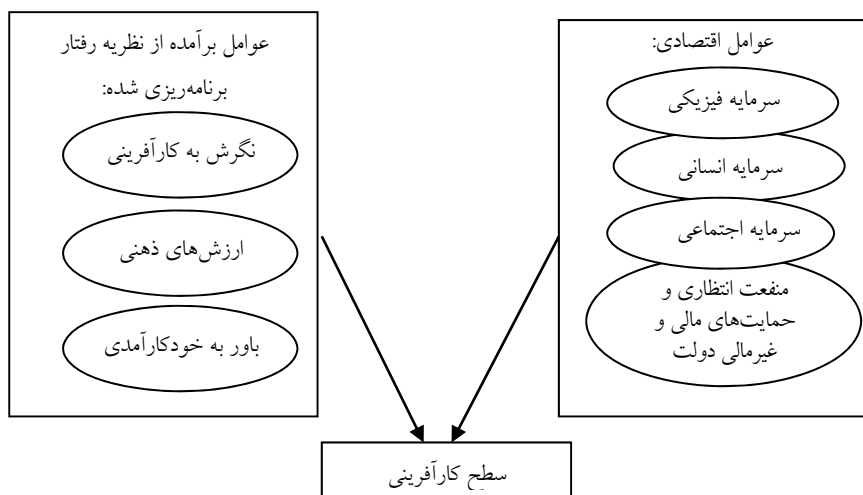 عوامل اقتصادی:
سرمایه فیزیکی
سرمایه انسانی
سرمایه اجتماعی
منفعت انتظاری و
حمایت‌های مالی و
غیرمالی دولت
عوامل برآمده از نظریه رفتار
برنامه‌ریزی شده:
نگرش به کارآفرینی
ارزش‌های ذهنی
باور به خودکارآمدی
سطح کارآفرینی